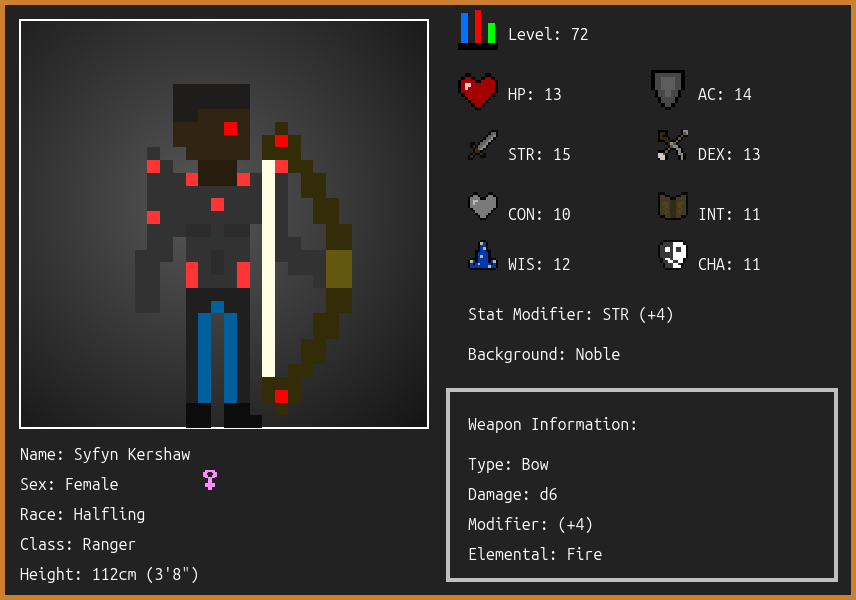 Level: 72
HP: 13
AC: 14
STR: 15
DEX: 13
CON: 10
INT: 11
WIS: 12
CHA: 11
Stat Modifier: STR (+4)
Background: Noble
Weapon Information:
Type: Bow
Damage: d6
Modifier: (+4)
Elemental: Fire
Name: Syfyn Kershaw
Sex: Female
Race: Halfling
Class: Ranger
Height: 112cm (3'8")